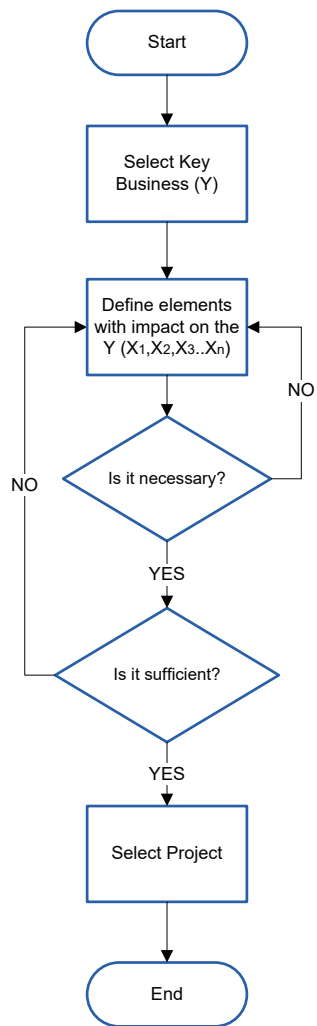 Start
Select Key
Business (Y)
Define elements
with impact on the
Y (X1,X2,X3..Xn)
NO
Is it necessary?
NO
YES
Is it sufficient?
YES
Select Project
End